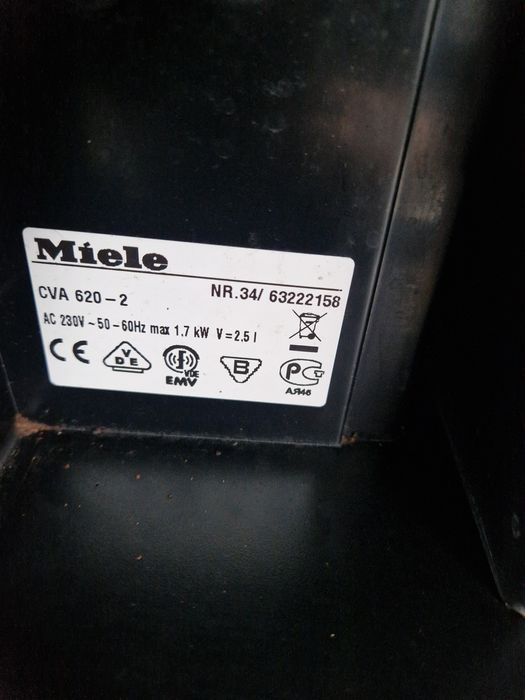 Miele
CVA 620-2 NR.34/ 63222158
AC 230V ~ 50-60Hz max 1.7 kW V=2.5 l
CE VDE VDE EMV B PCT АЯ46